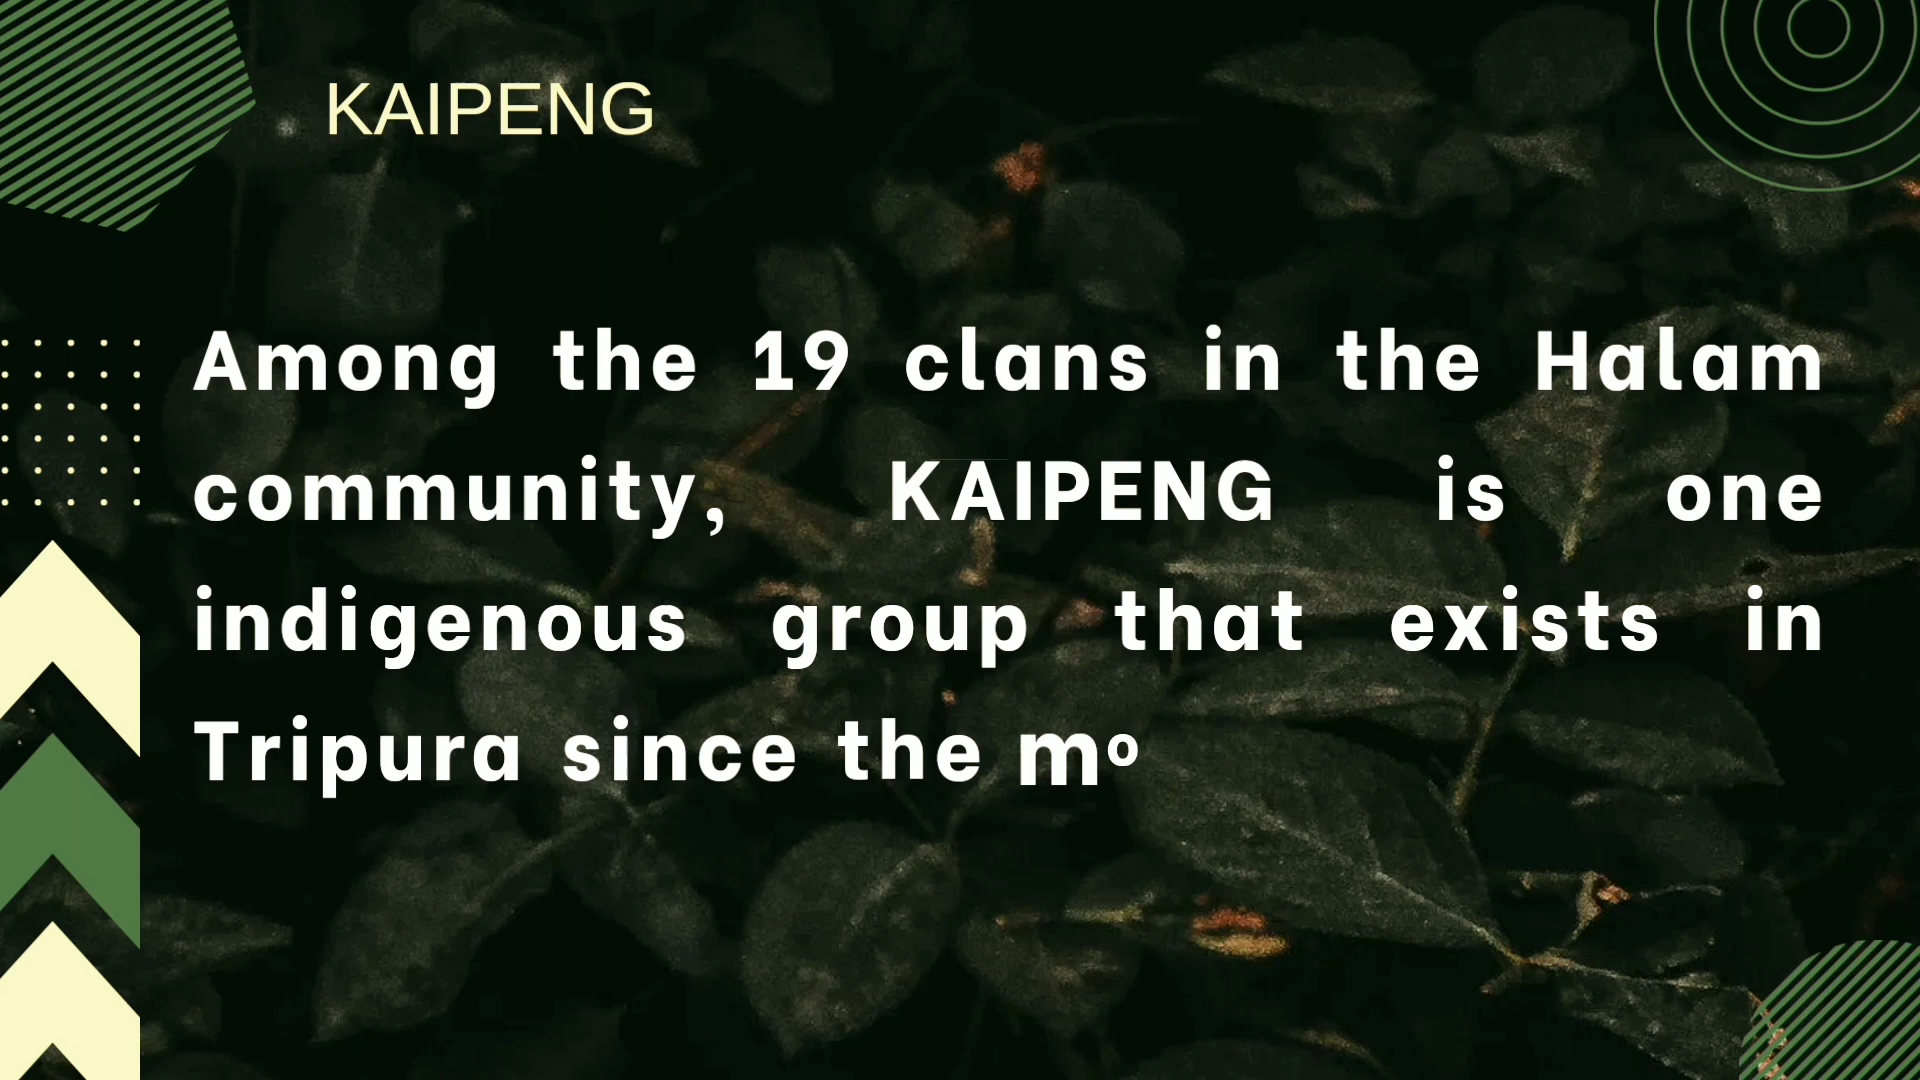 KAIPENG
Among the 19 clans in the Halam
community, KAIPENG is one
indigenous group that exists in
Tripura since the mo